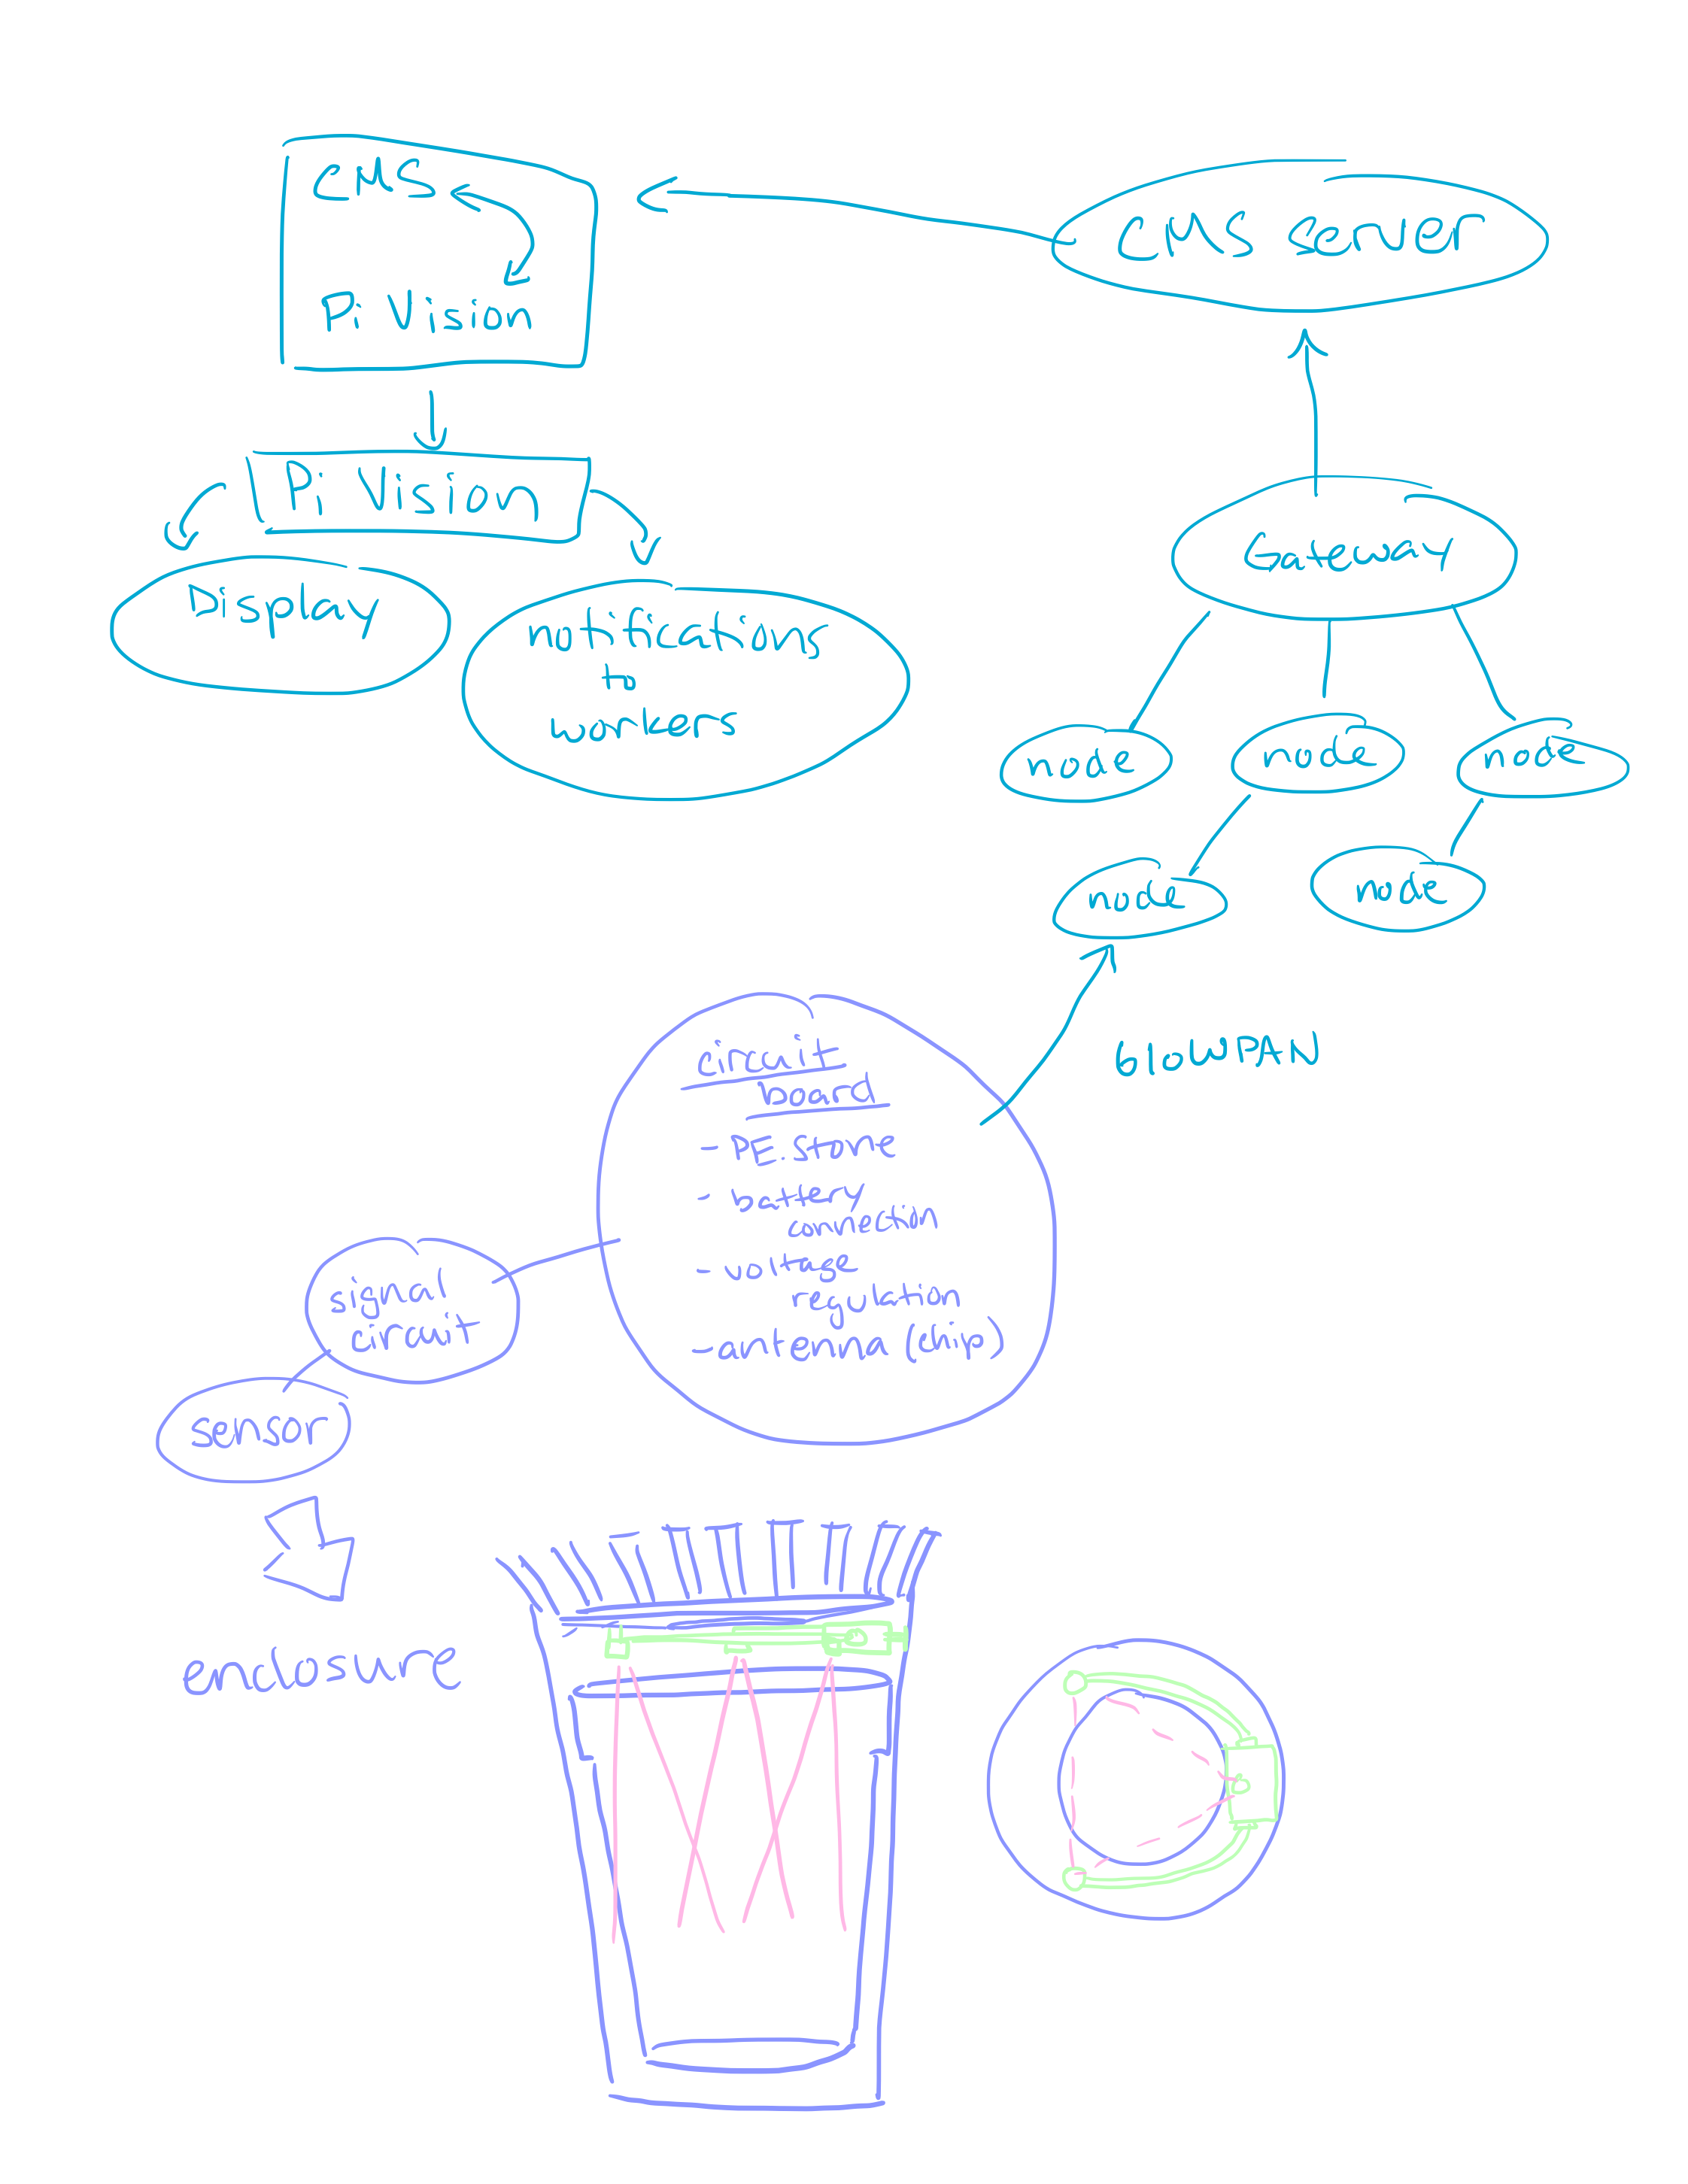 CMS
Pi Vision
CMS Server
Pi Vision
Display
notifications
to
workers
Gateway
node
node
node
node
node
6loWPAN
circuit
board
- PE.Stone
- battery
connection
- voltage
regulation
- antenna (chip)
signal
circuit
sensor
enclosure